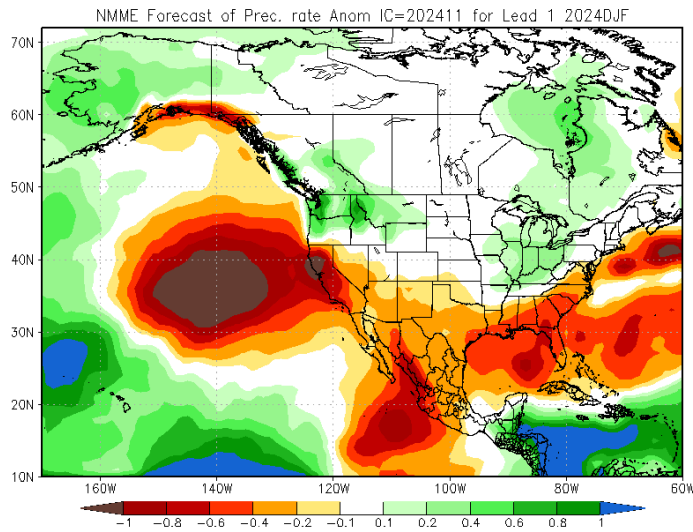 NMME Forecast of Prec. rate Anom IC=202411 for Lead 1 2024DJF
70N
60N
50N
40N
30N
20N
10N
160W 140W 120W 100W 80W 60W
-1 -0.8 -0.6 -0.4 -0.2 -0.1 0.1 0.2 0.4 0.6 0.8